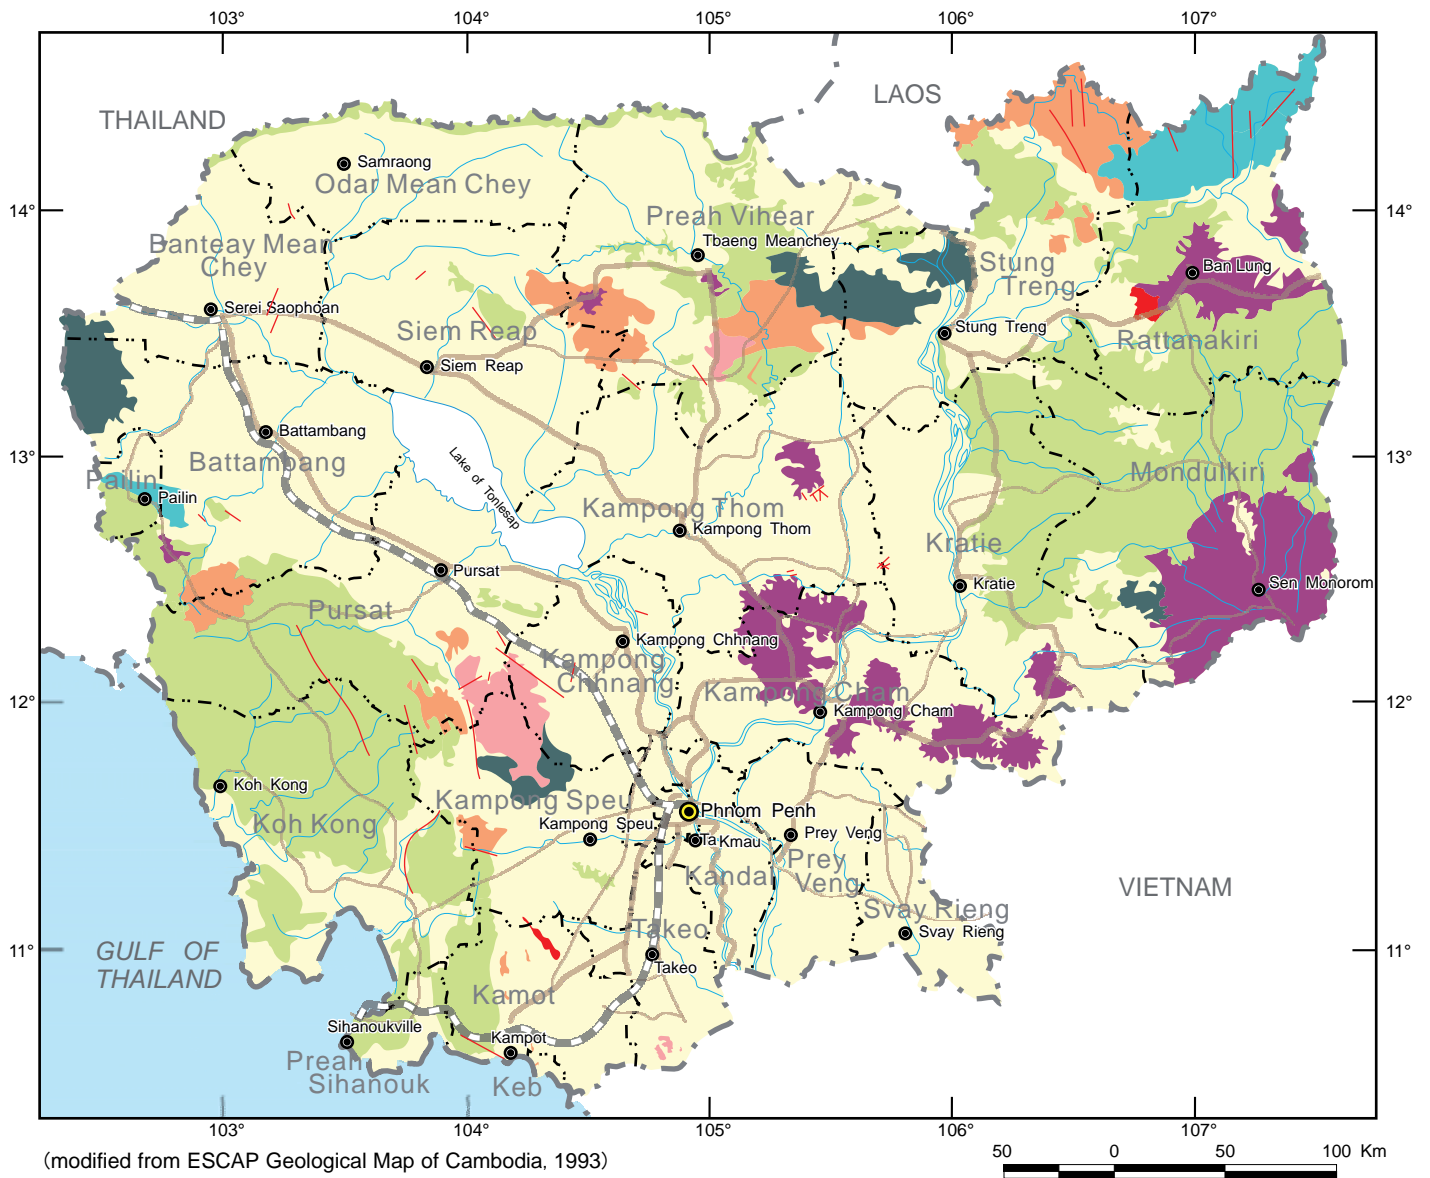 103°
104°
105°
106°
107°
THAILAND
LAOS
Samraong
Odar Mean Chey
14°
14°
Preah Vihear
Tbaeng Meanchey
Banteay Mean
Chey
Stung
Treng
Ban Lung
Serei Saophoan
Siem Reap
Stung Treng
Rattanakiri
Siem Reap
Battambang
13°
13°
Battambang
Lake of Tonlesap
Mondulkiri
Pailin
Pailin
Kampong Thom
Kampong Thom
Kratie
Pursat
Kratie
Sen Monorom
Pursat
Kampong Chhnang
Kampong
Chhnang
12°
12°
Kampong Cham
Kampong Cham
Koh Kong
Kampong Speu
Phnom Penh
Koh Kong
Kampong Speu
Ta Kmau
Prey Veng
Prey
Veng
Kandal
VIETNAM
Svay Rieng
Takeo
Svay Rieng
11°
11°
GULF OF
THAILAND
Takeo
Kamot
Sihanoukville
Kampot
Preah
Sihanouk
Keb
103°
104°
105°
106°
107°
(modified from ESCAP Geological Map of Cambodia, 1993)
50 0 50 100 Km